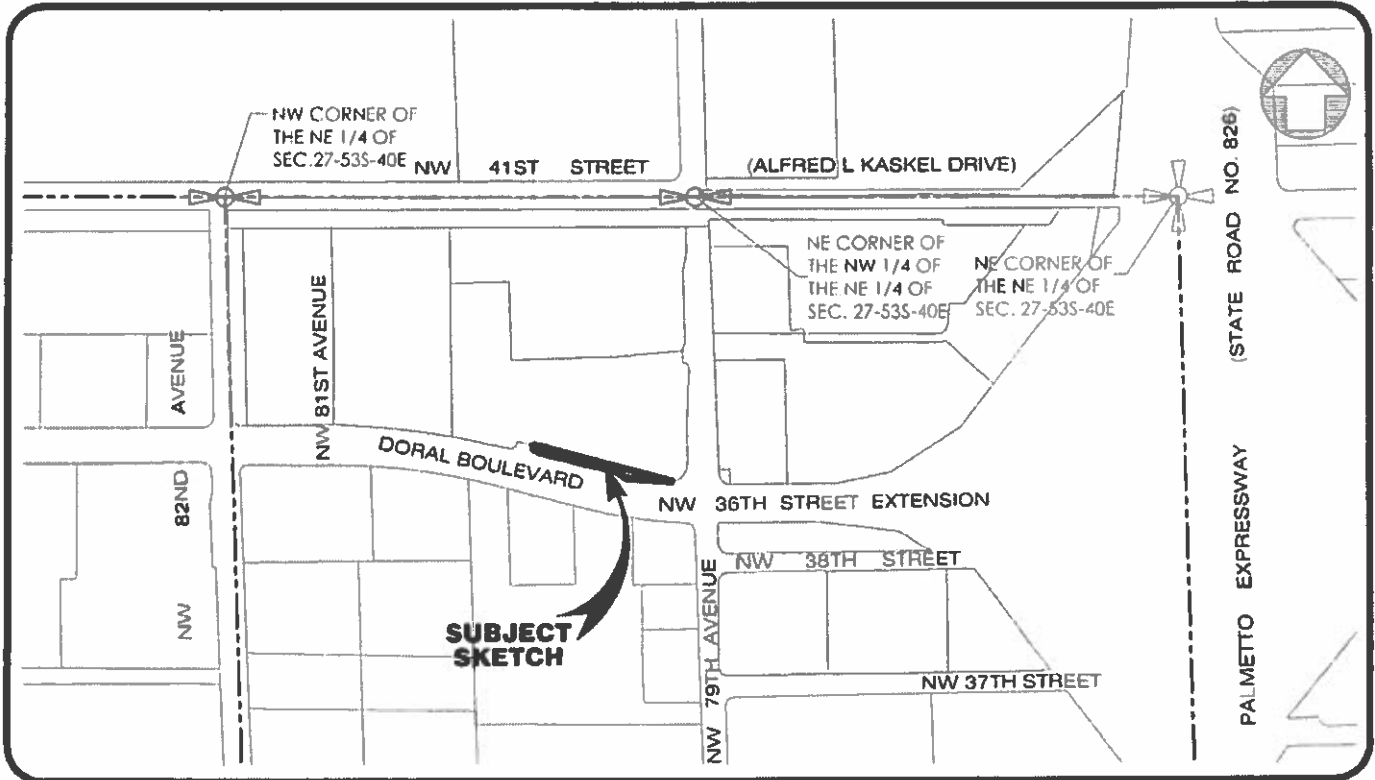 NW CORNER OF
THE NE 1/4 OF
SEC.27-53S-40E
NW 41ST STREET
(ALFRED L KASKEL DRIVE)
NE CORNER OF
THE NW 1/4 OF
THE NE 1/4 OF
SEC. 27-53S-40E
NE CORNER OF
THE NE 1/4 OF
SEC. 27-53S-40E
PALMETTO EXPRESSWAY (STATE ROAD NO. 826)
NW 82ND AVENUE
NW 81ST AVENUE
DORAL BOULEVARD
NW 36TH STREET EXTENSION
NW 38TH STREET
SUBJECT
SKETCH
NW 79TH AVENUE
NW 37TH STREET